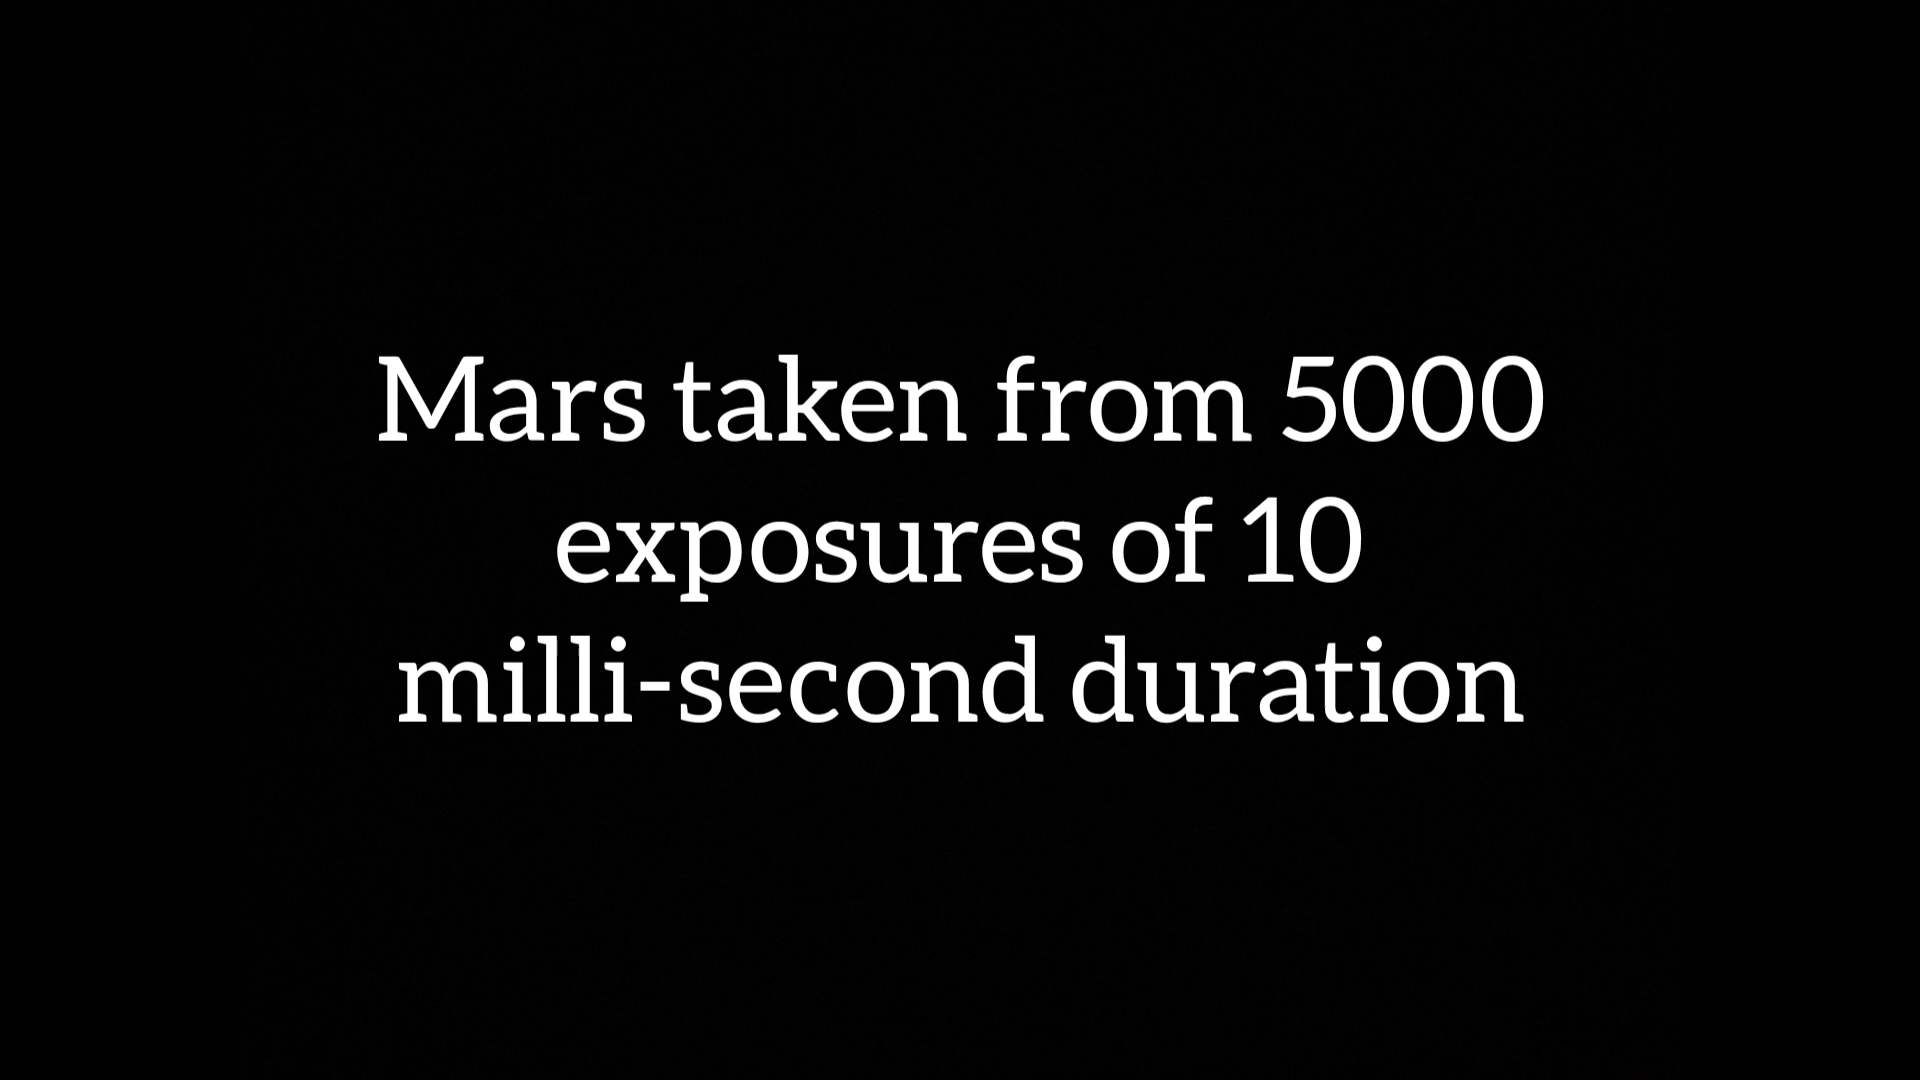 Mars taken from 5000
exposures of 10
milli-second duration